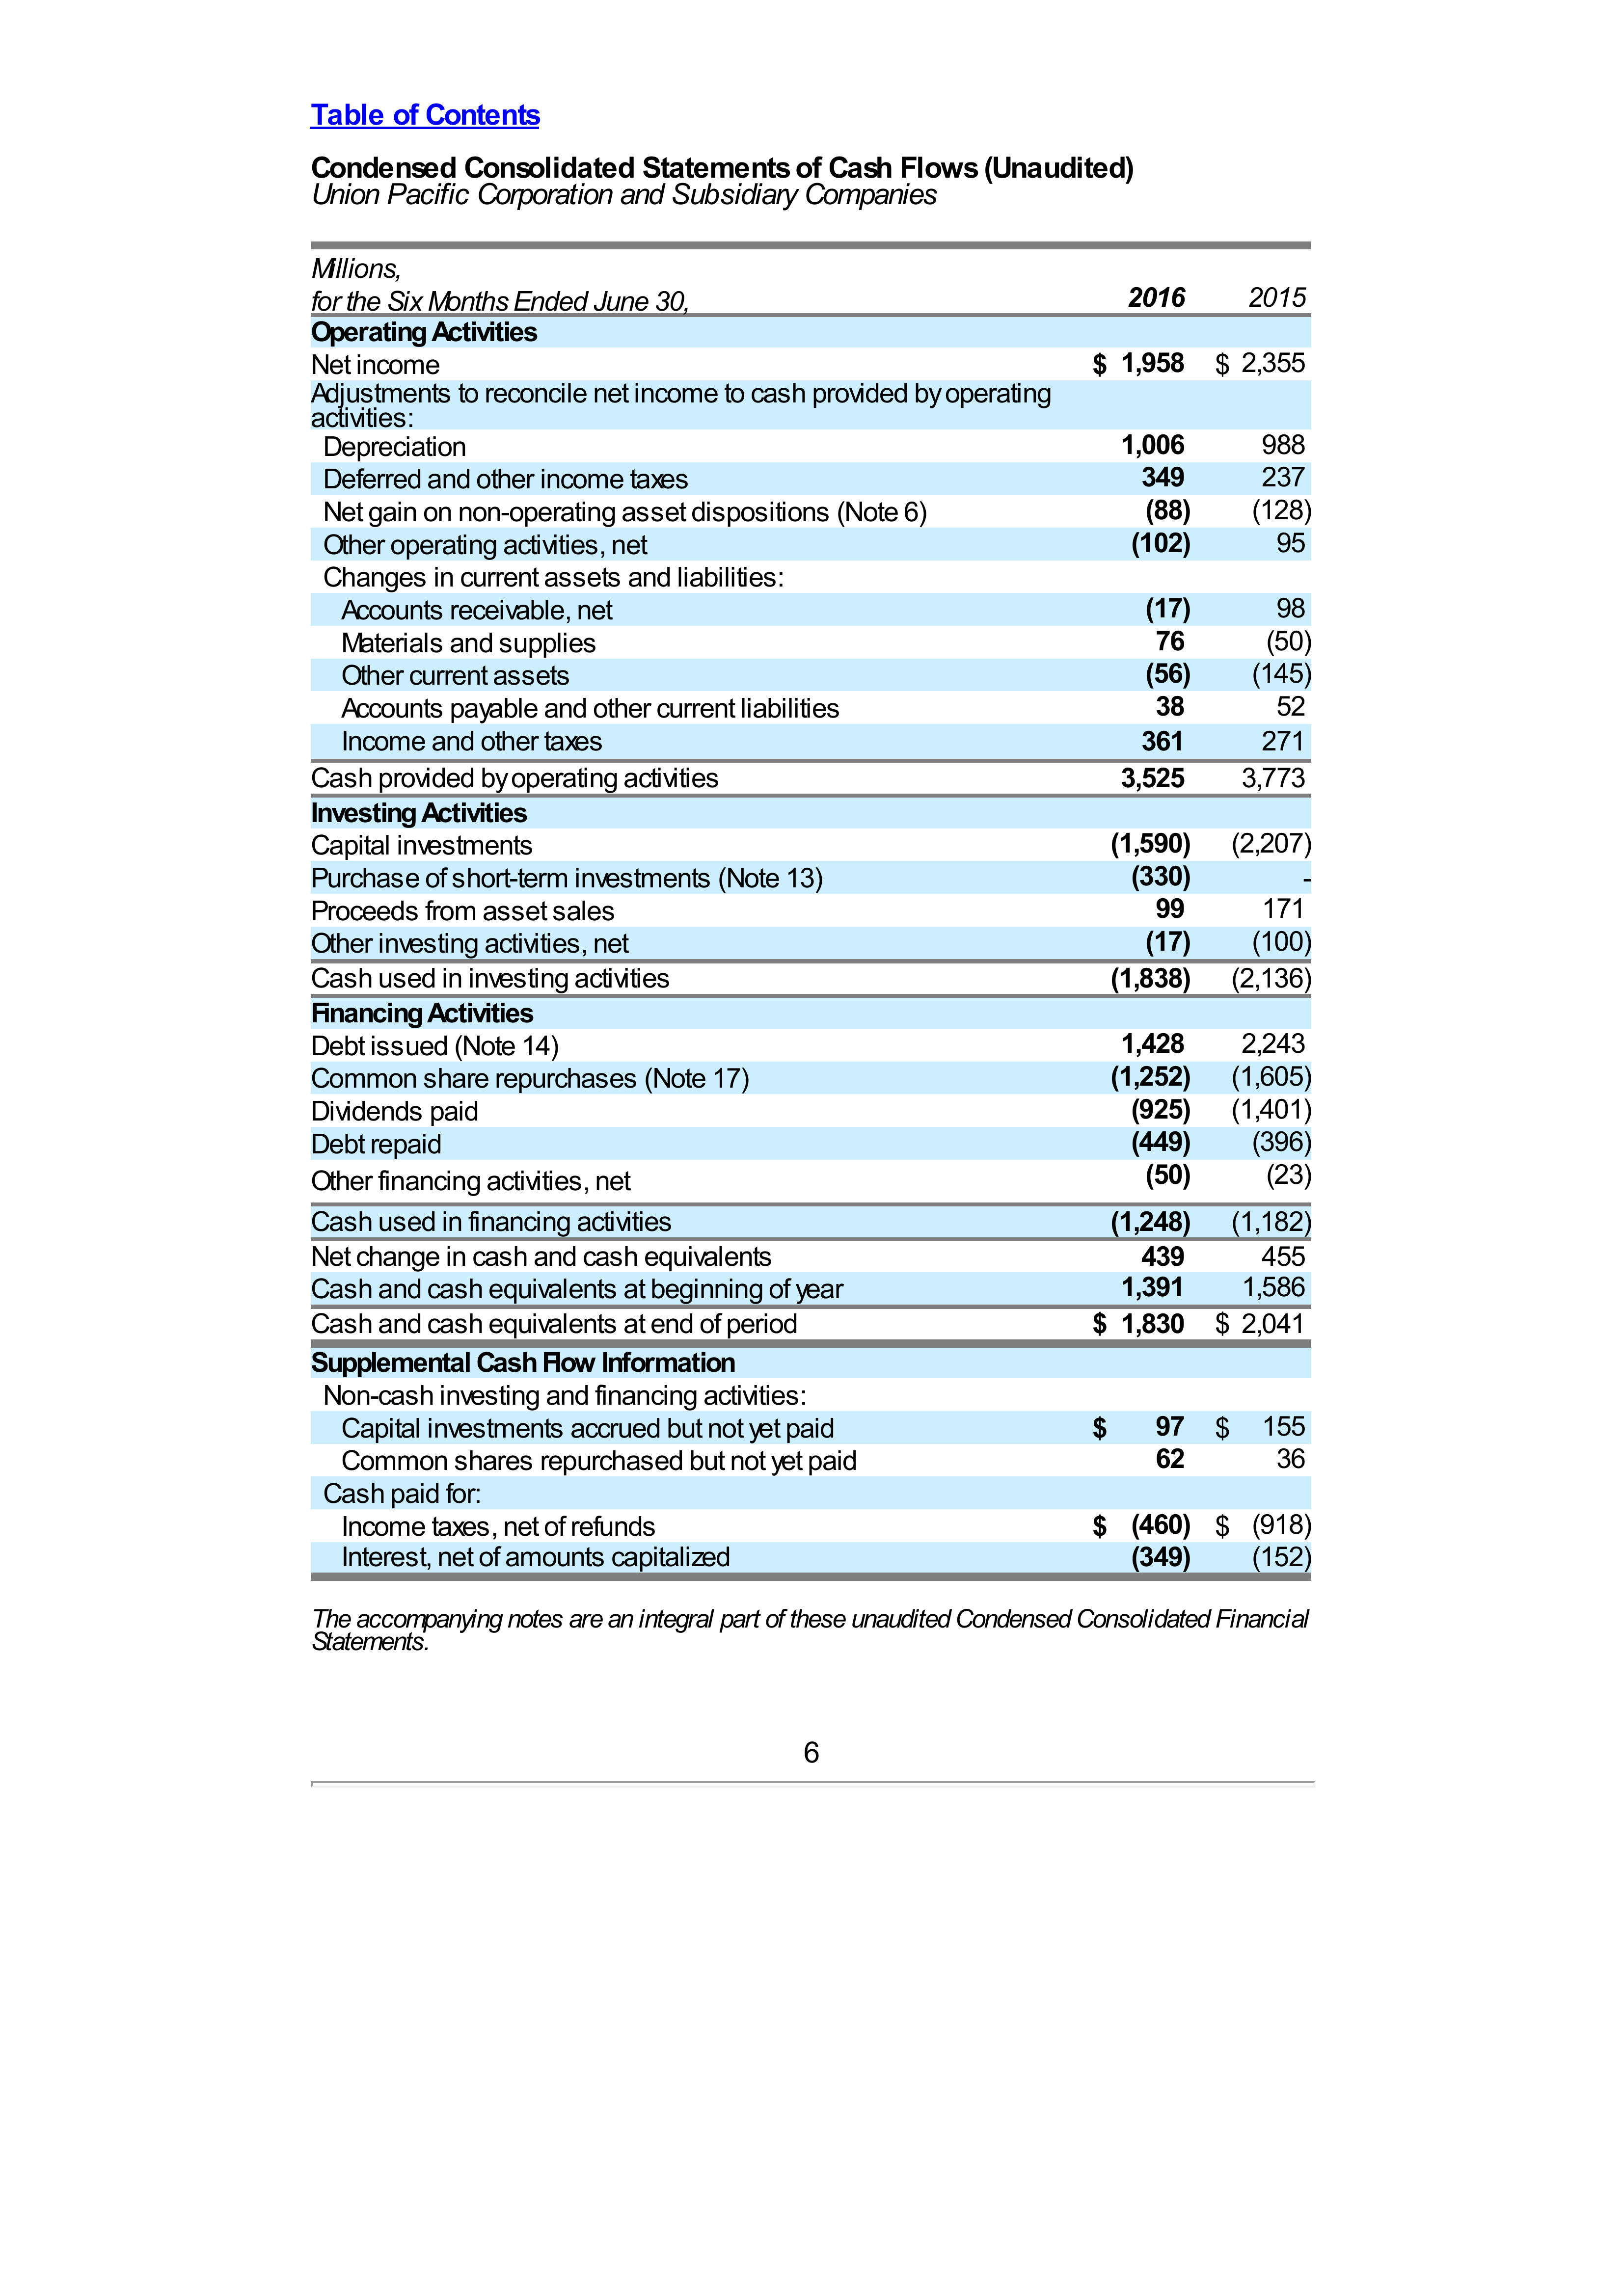 Table of Contents
Condensed Consolidated Statements of Cash Flows (Unaudited)
Union Pacific Corporation and Subsidiary Companies
Millions,
for the Six Months Ended June 30, 2016 2015
Operating Activities
Net income $ 1,958 $ 2,355
Adjustments to reconcile net income to cash provided by operating
activities:
Depreciation 1,006 988
Deferred and other income taxes 349 237
Net gain on non-operating asset dispositions (Note 6) (88) (128)
Other operating activities, net (102) 95
Changes in current assets and liabilities:
Accounts receivable, net (17) 98
Materials and supplies 76 (50)
Other current assets (56) (145)
Accounts payable and other current liabilities 38 52
Income and other taxes 361 271
Cash provided by operating activities 3,525 3,773
Investing Activities
Capital investments (1,590) (2,207)
Purchase of short-term investments (Note 13) (330) -
Proceeds from asset sales 99 171
Other investing activities, net (17) (100)
Cash used in investing activities (1,838) (2,136)
Financing Activities
Debt issued (Note 14) 1,428 2,243
Common share repurchases (Note 17) (1,252) (1,605)
Dividends paid (925) (1,401)
Debt repaid (449) (396)
Other financing activities, net (50) (23)
Cash used in financing activities (1,248) (1,182)
Net change in cash and cash equivalents 439 455
Cash and cash equivalents at beginning of year 1,391 1,586
Cash and cash equivalents at end of period $ 1,830 $ 2,041
Supplemental Cash Flow Information
Non-cash investing and financing activities:
Capital investments accrued but not yet paid $ 97 $ 155
Common shares repurchased but not yet paid 62 36
Cash paid for:
Income taxes, net of refunds $ (460) $ (918)
Interest, net of amounts capitalized (349) (152)
The accompanying notes are an integral part of these unaudited Condensed Consolidated Financial
Statements.
6